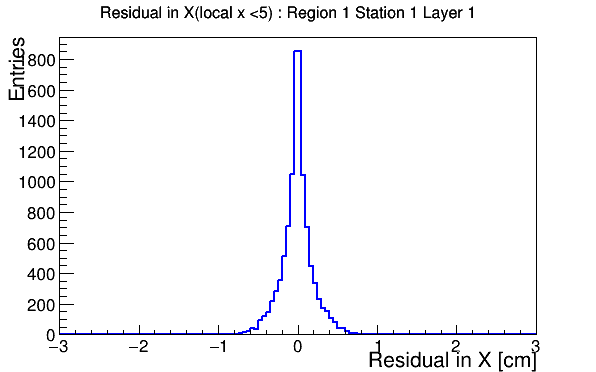 Residual in X(local x <5) : Region 1 Station 1 Layer 1
Entries
1800
1600
1400
1200
1000
800
600
400
200
0
−3 −2 −1 0 1 2 3
Residual in X [cm]